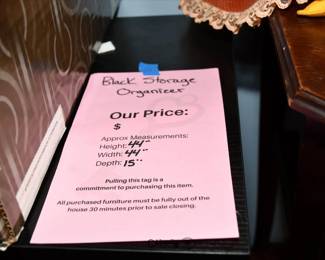 Black Storage
Organizer
Our Price:
$
Approx Measurements:
Height: 44"
Width: 44"
Depth: 15"
Pulling this tag is a
commitment to purchasing this item.
All purchased furniture must be fully out of the
house 30 minutes prior to sale closing.